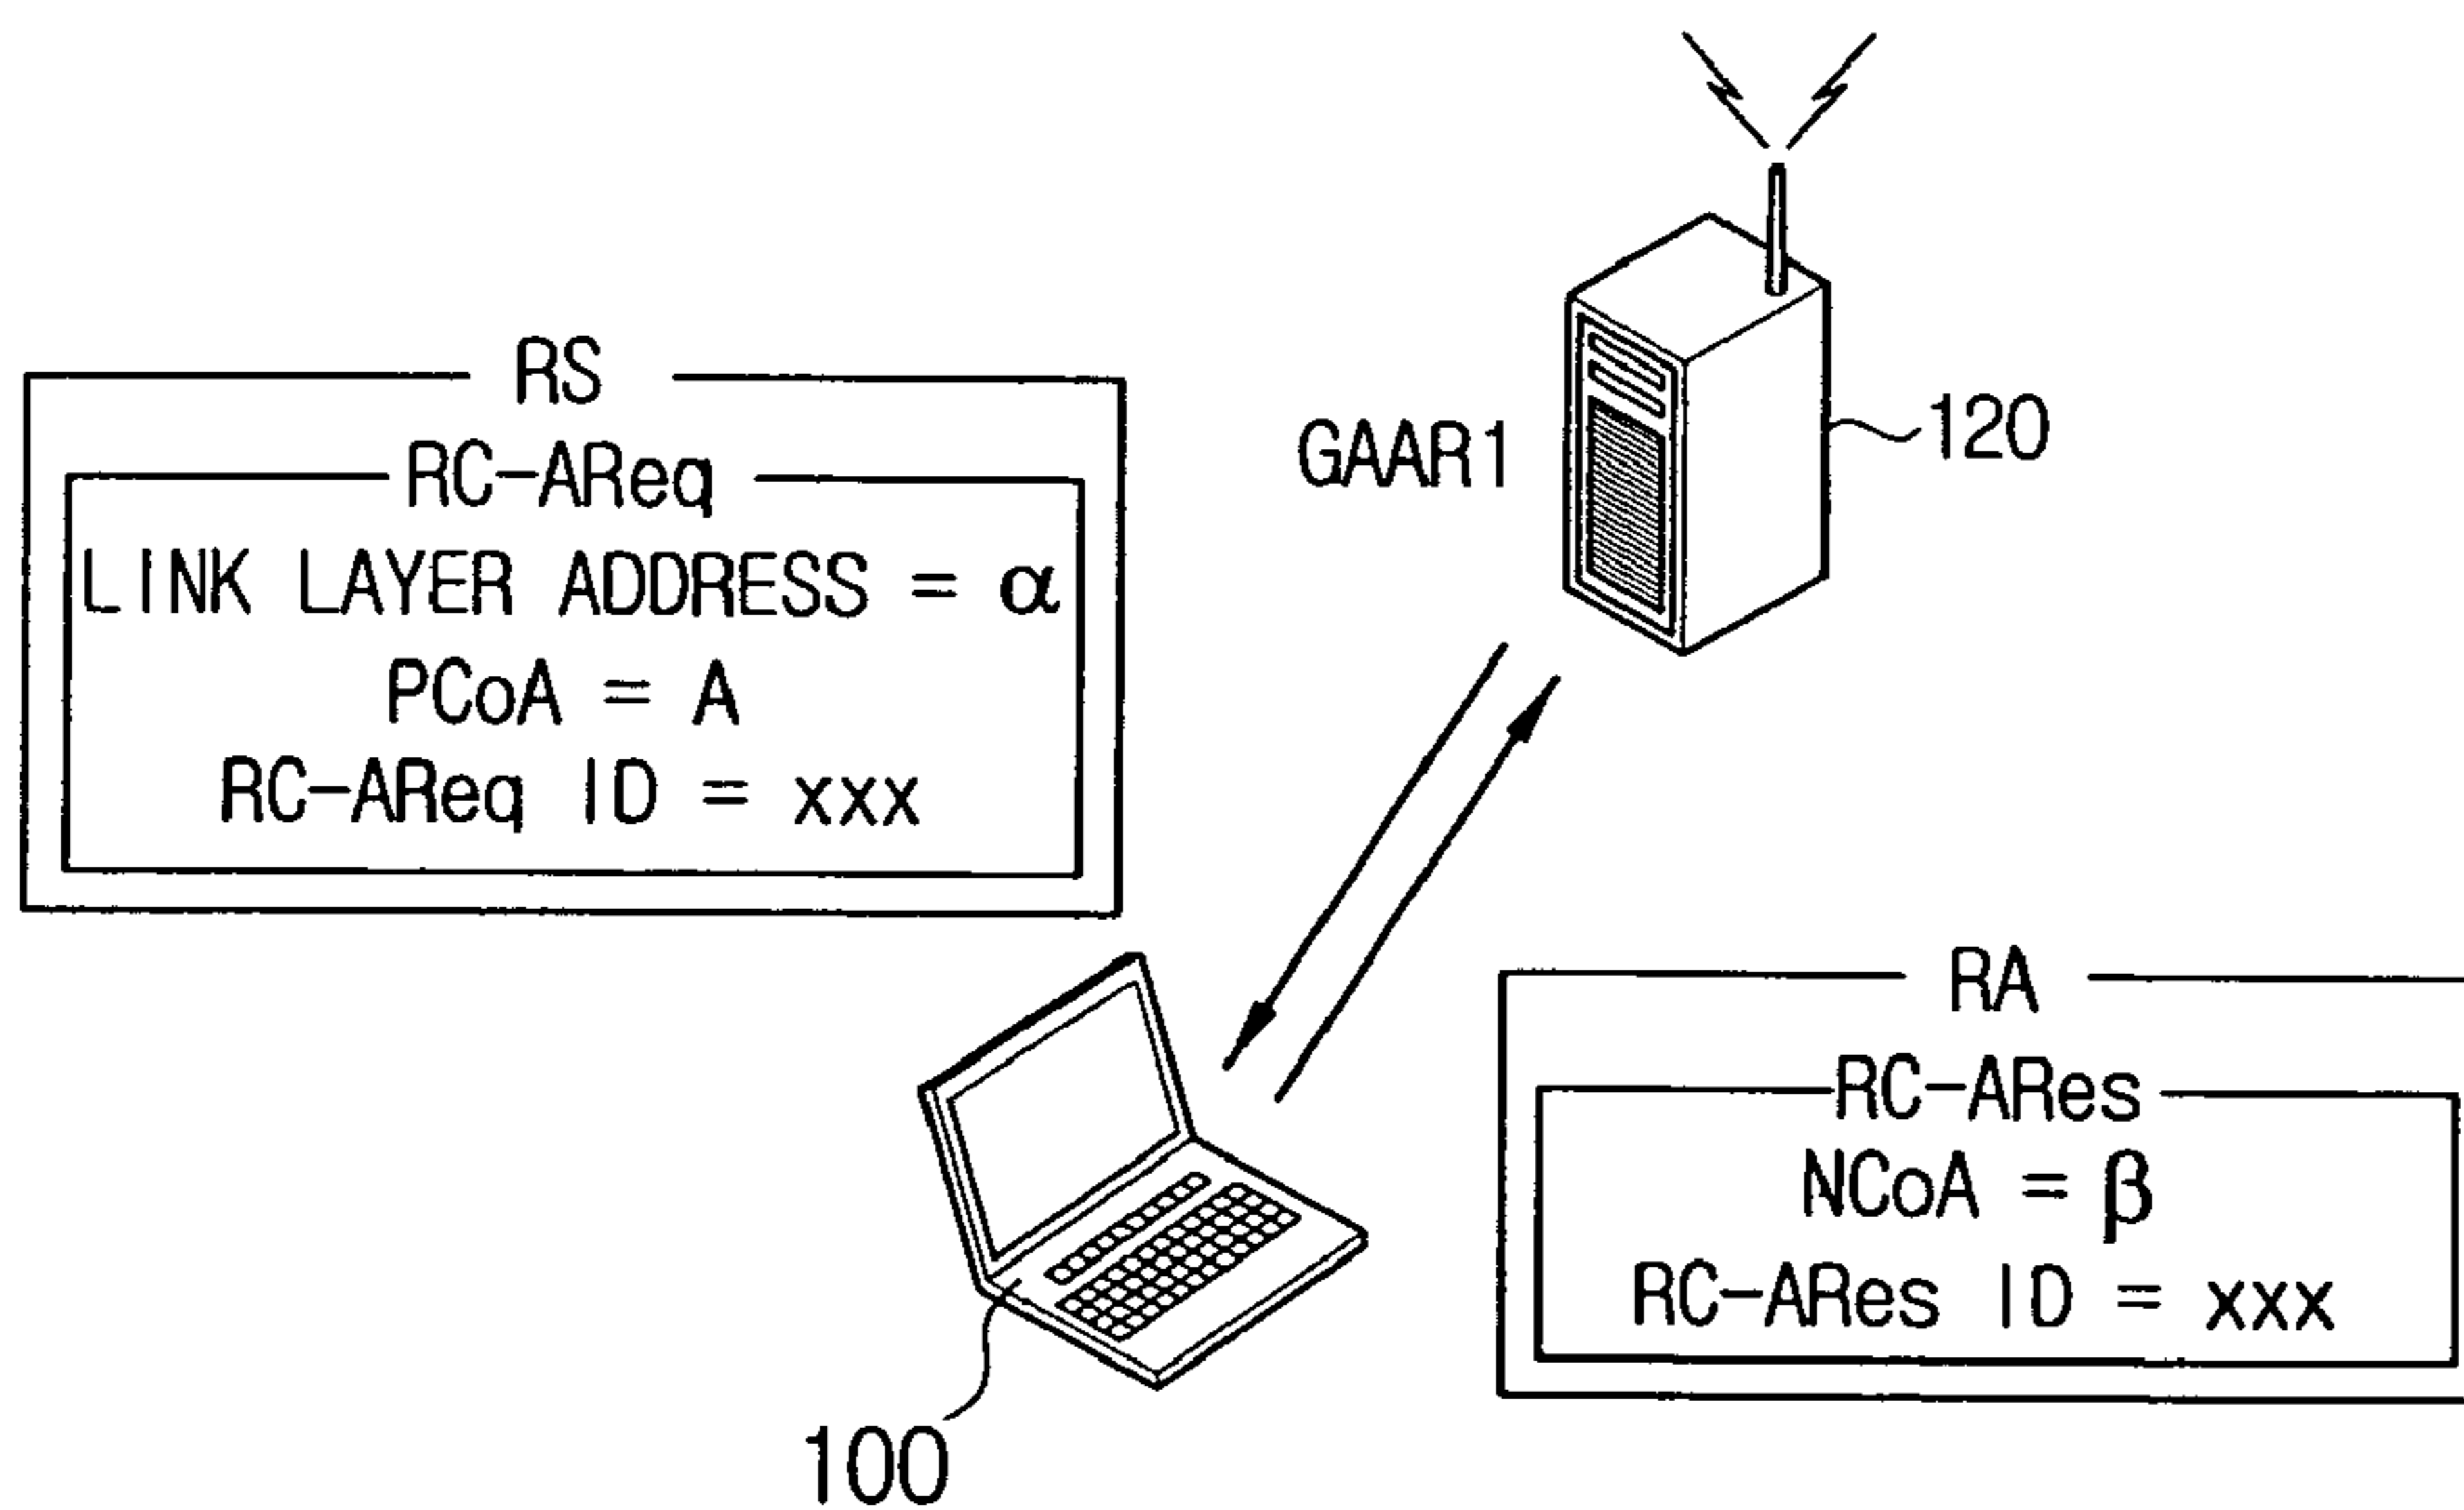 RS
RC-AReq
LINK LAYER ADDRESS = α
PCoA = A
RC-AReq ID = xxx
GAAR1
120
RA
RC-ARes
NCoA = β
RC-ARes ID = xxx
100